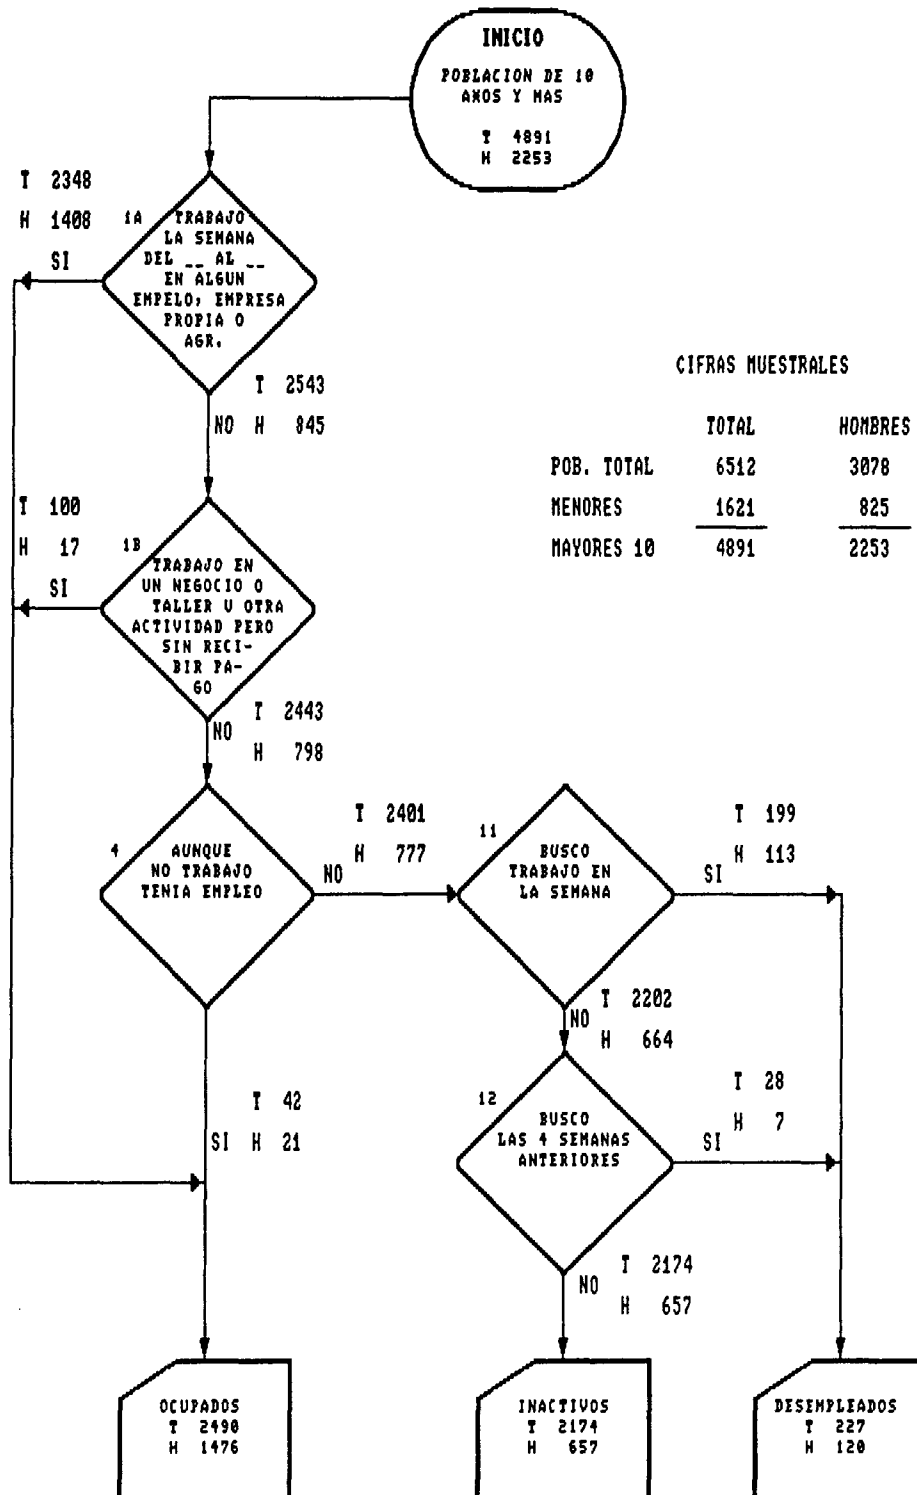 INICIO
POBLACION DE 10
AXOS Y MAS
T 4891
H 2253
T 2348
H 1408
SI
1A
TRABAJO
LA SEMANA
DEL __ AL __
EN ALGUN
EMPELO, EMPRESA
PROPIA O
AGR.
T 2543
NO H 845
CIFRAS MUESTRALES
TOTAL HOMBRES
POB. TOTAL 6512 3078
MENORES 1621 825
MAYORES 10 4891 2253
T 100
H 17
SI
1B
TRABAJO EN
UN NEGOCIO O
TALLER U OTRA
ACTIVIDAD PERO
SIN RECI-
BIR PA-
GO
NO
T 2443
H 798
4
AUNQUE
NO TRABAJO
TENIA EMPLEO
T 2401
H 777
NO
11
BUSCO
TRABAJO EN
LA SEMANA
T 199
H 113
SI
T 2202
NO
H 664
12
BUSCO
LAS 4 SEMANAS
ANTERIORES
T 28
H 7
SI
T 42
SI H 21
T 2174
NO
H 657
OCUPADOS
T 2490
H 1476
INACTIVOS
T 2174
H 657
DESEMPLEADOS
T 227
H 120